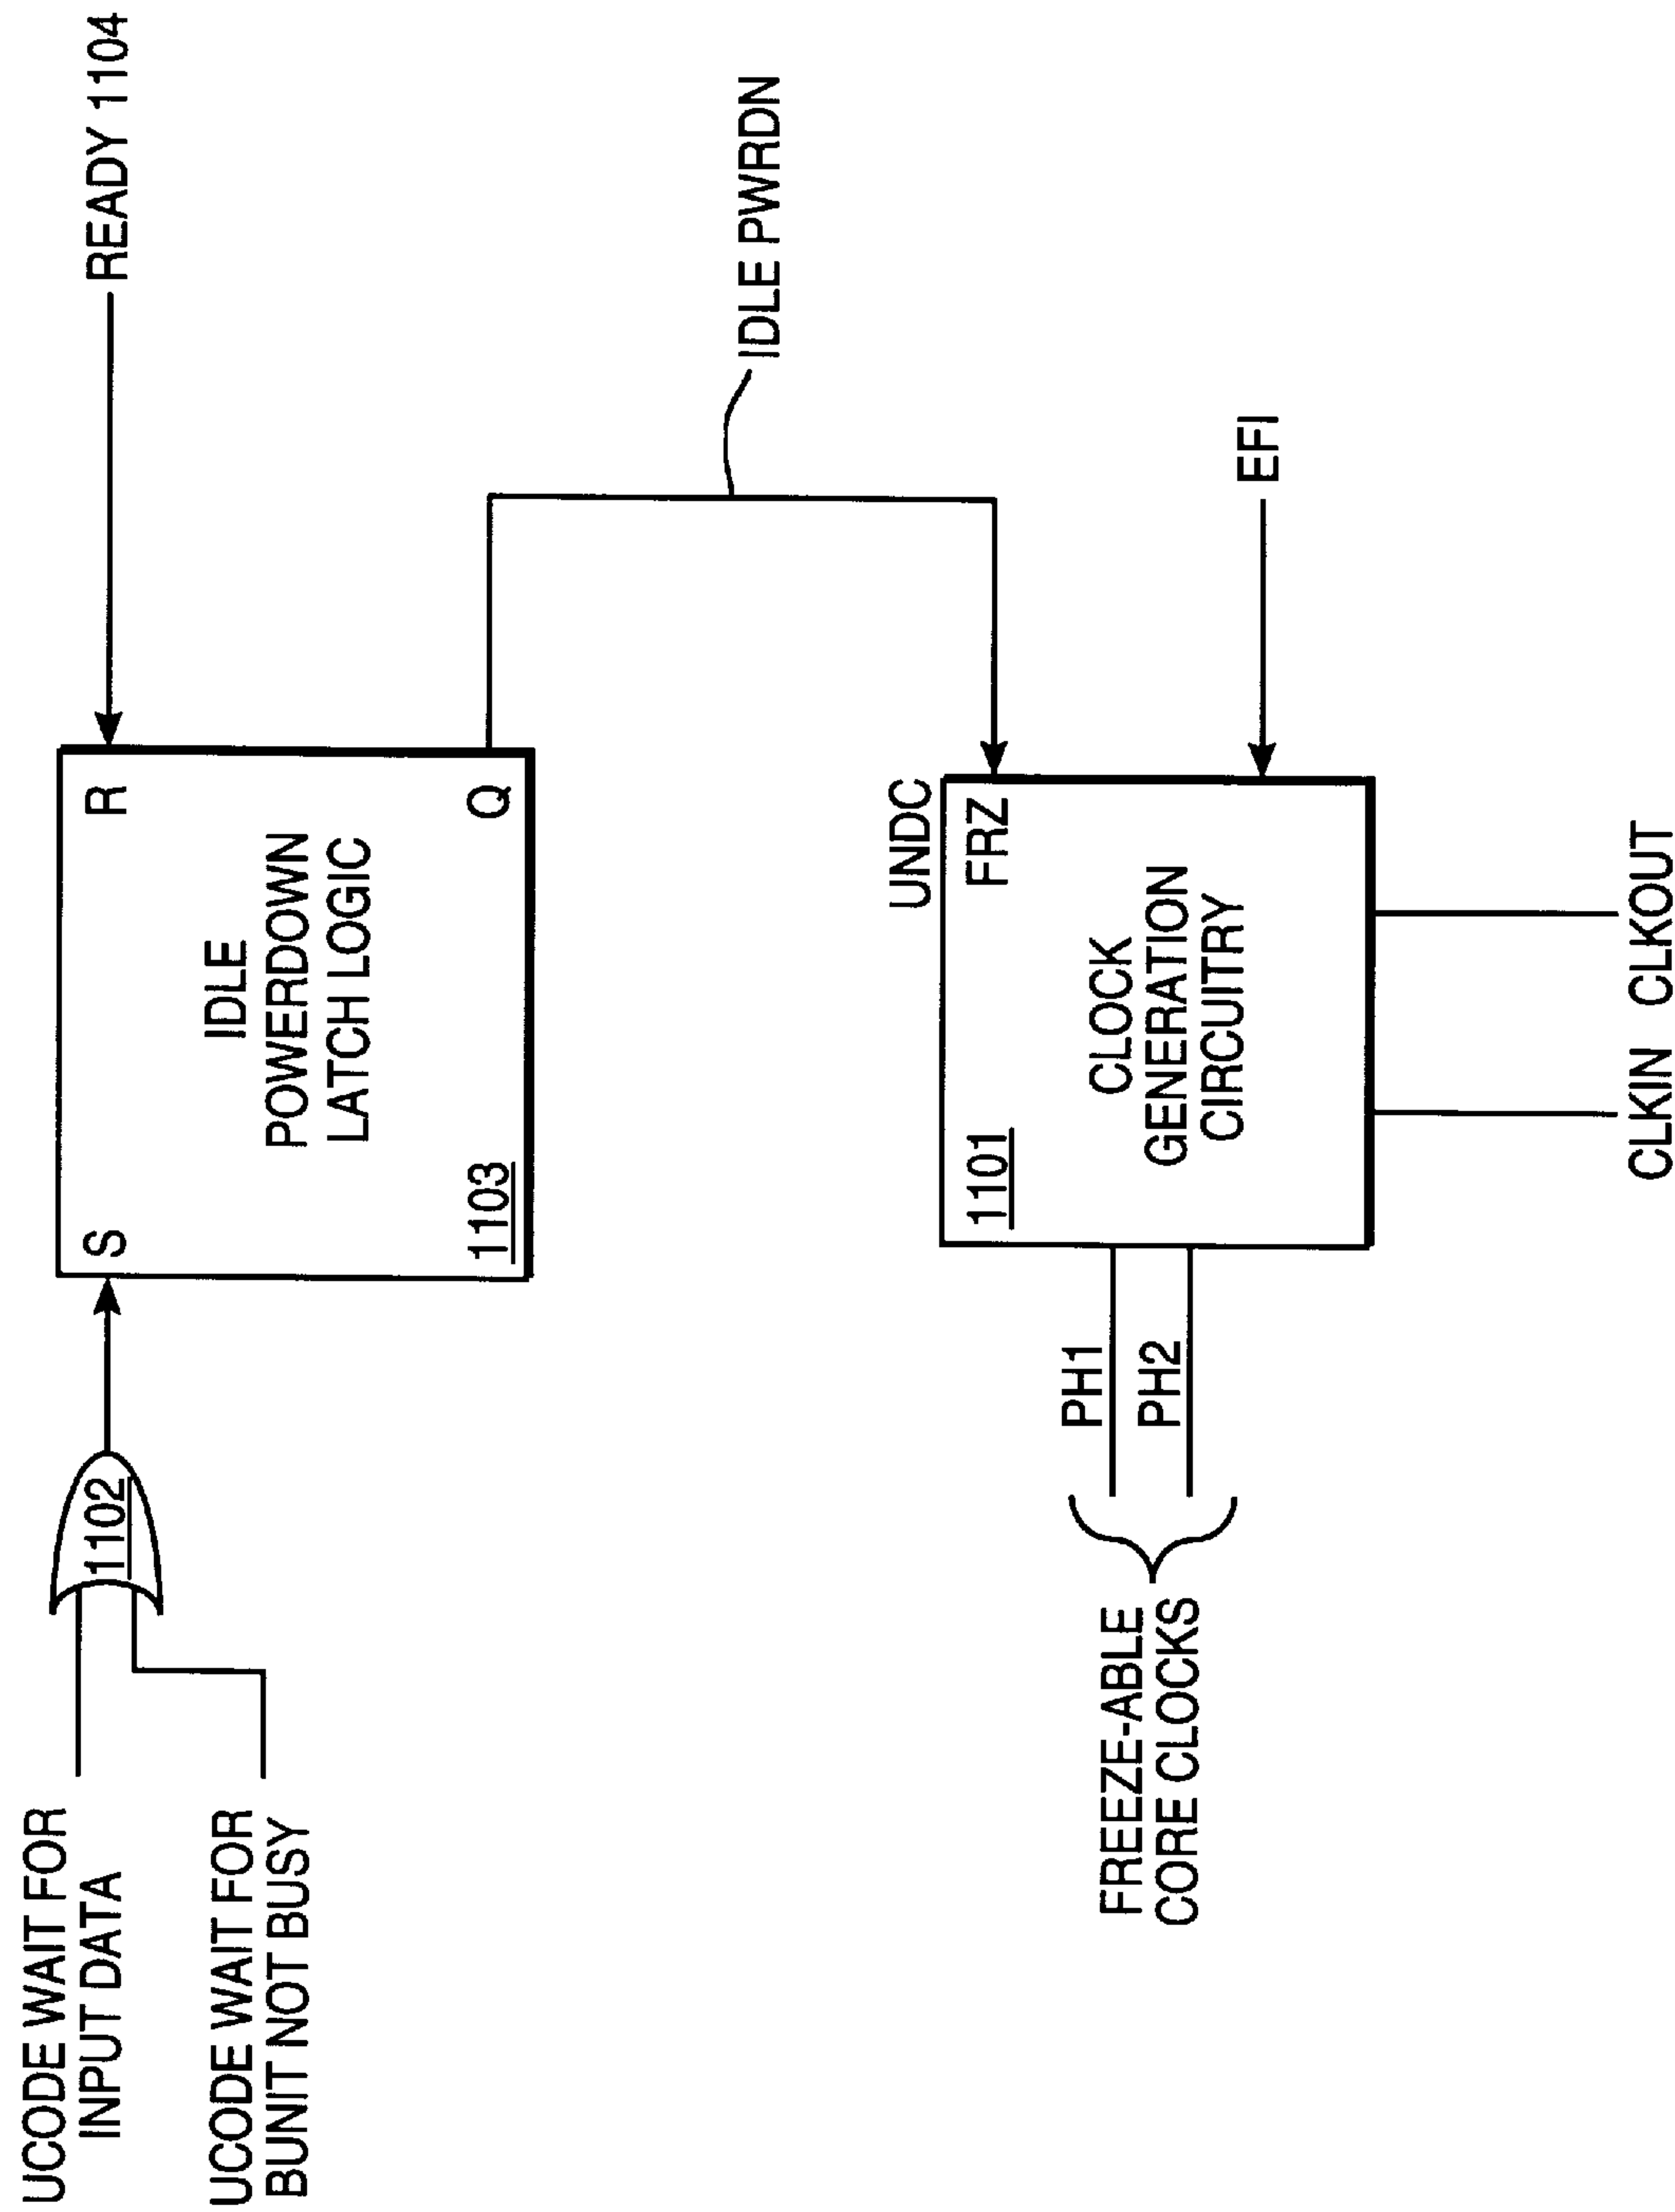 UCODE WAIT FOR
INPUT DATA
UCODE WAIT FOR
BUNIT NOT BUSY
1102
S
R
IDLE
POWERDOWN
LATCH LOGIC
1103
Q
READY 1104
IDLE PWRDN
FREEZE-ABLE
CORE CLOCKS
PH1
PH2
UNDC
1101
FRZ
CLOCK
GENERATION
CIRCUITRY
EFI
CLKIN
CLKOUT